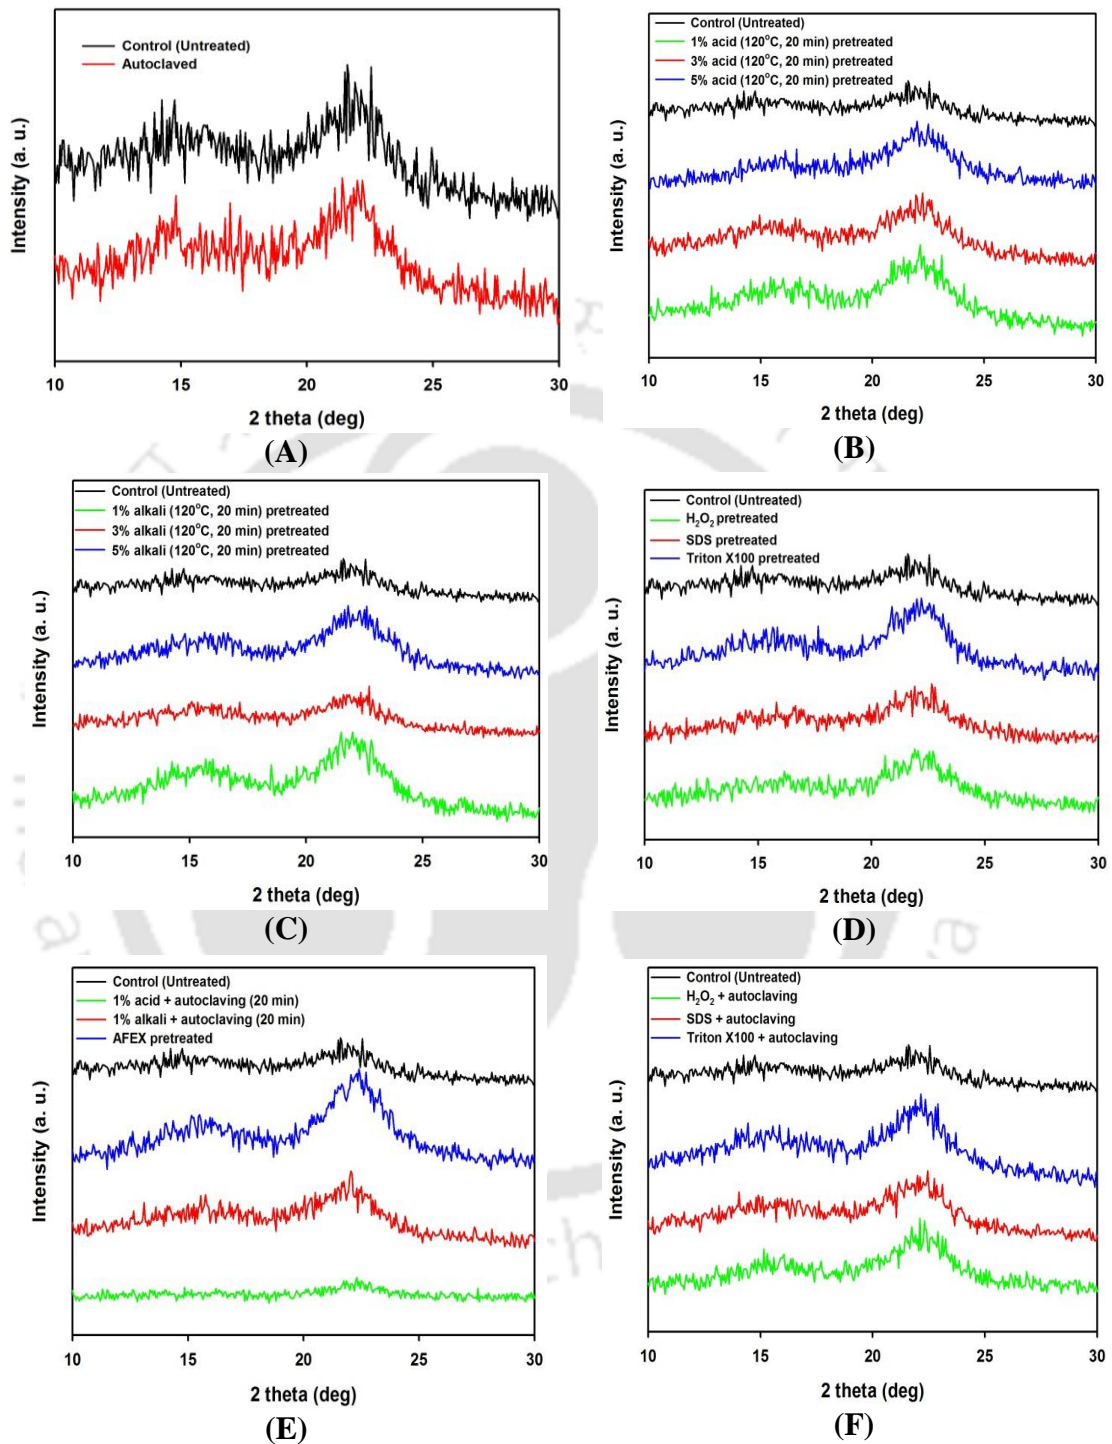 Control (Untreated)
Autoclaved
Intensity (a. u.)
10 15 20 25 30
2 theta (deg)
(A)
Control (Untreated)
1% acid (120°C, 20 min) pretreated
3% acid (120°C, 20 min) pretreated
5% acid (120°C, 20 min) pretreated
Intensity (a. u.)
10 15 20 25 30
2 theta (deg)
(B)
Control (Untreated)
1% alkali (120°C, 20 min) pretreated
3% alkali (120°C, 20 min) pretreated
5% alkali (120°C, 20 min) pretreated
Intensity (a. u.)
10 15 20 25 30
2 theta (deg)
(C)
Control (Untreated)
H₂O₂ pretreated
SDS pretreated
Triton X100 pretreated
Intensity (a. u.)
10 15 20 25 30
2 theta (deg)
(D)
Control (Untreated)
1% acid + autoclaving (20 min)
1% alkali + autoclaving (20 min)
AFEX pretreated
Intensity (a. u.)
10 15 20 25 30
2 theta (deg)
(E)
Control (Untreated)
H₂O₂ + autoclaving
SDS + autoclaving
Triton X100 + autoclaving
Intensity (a. u.)
10 15 20 25 30
2 theta (deg)
(F)